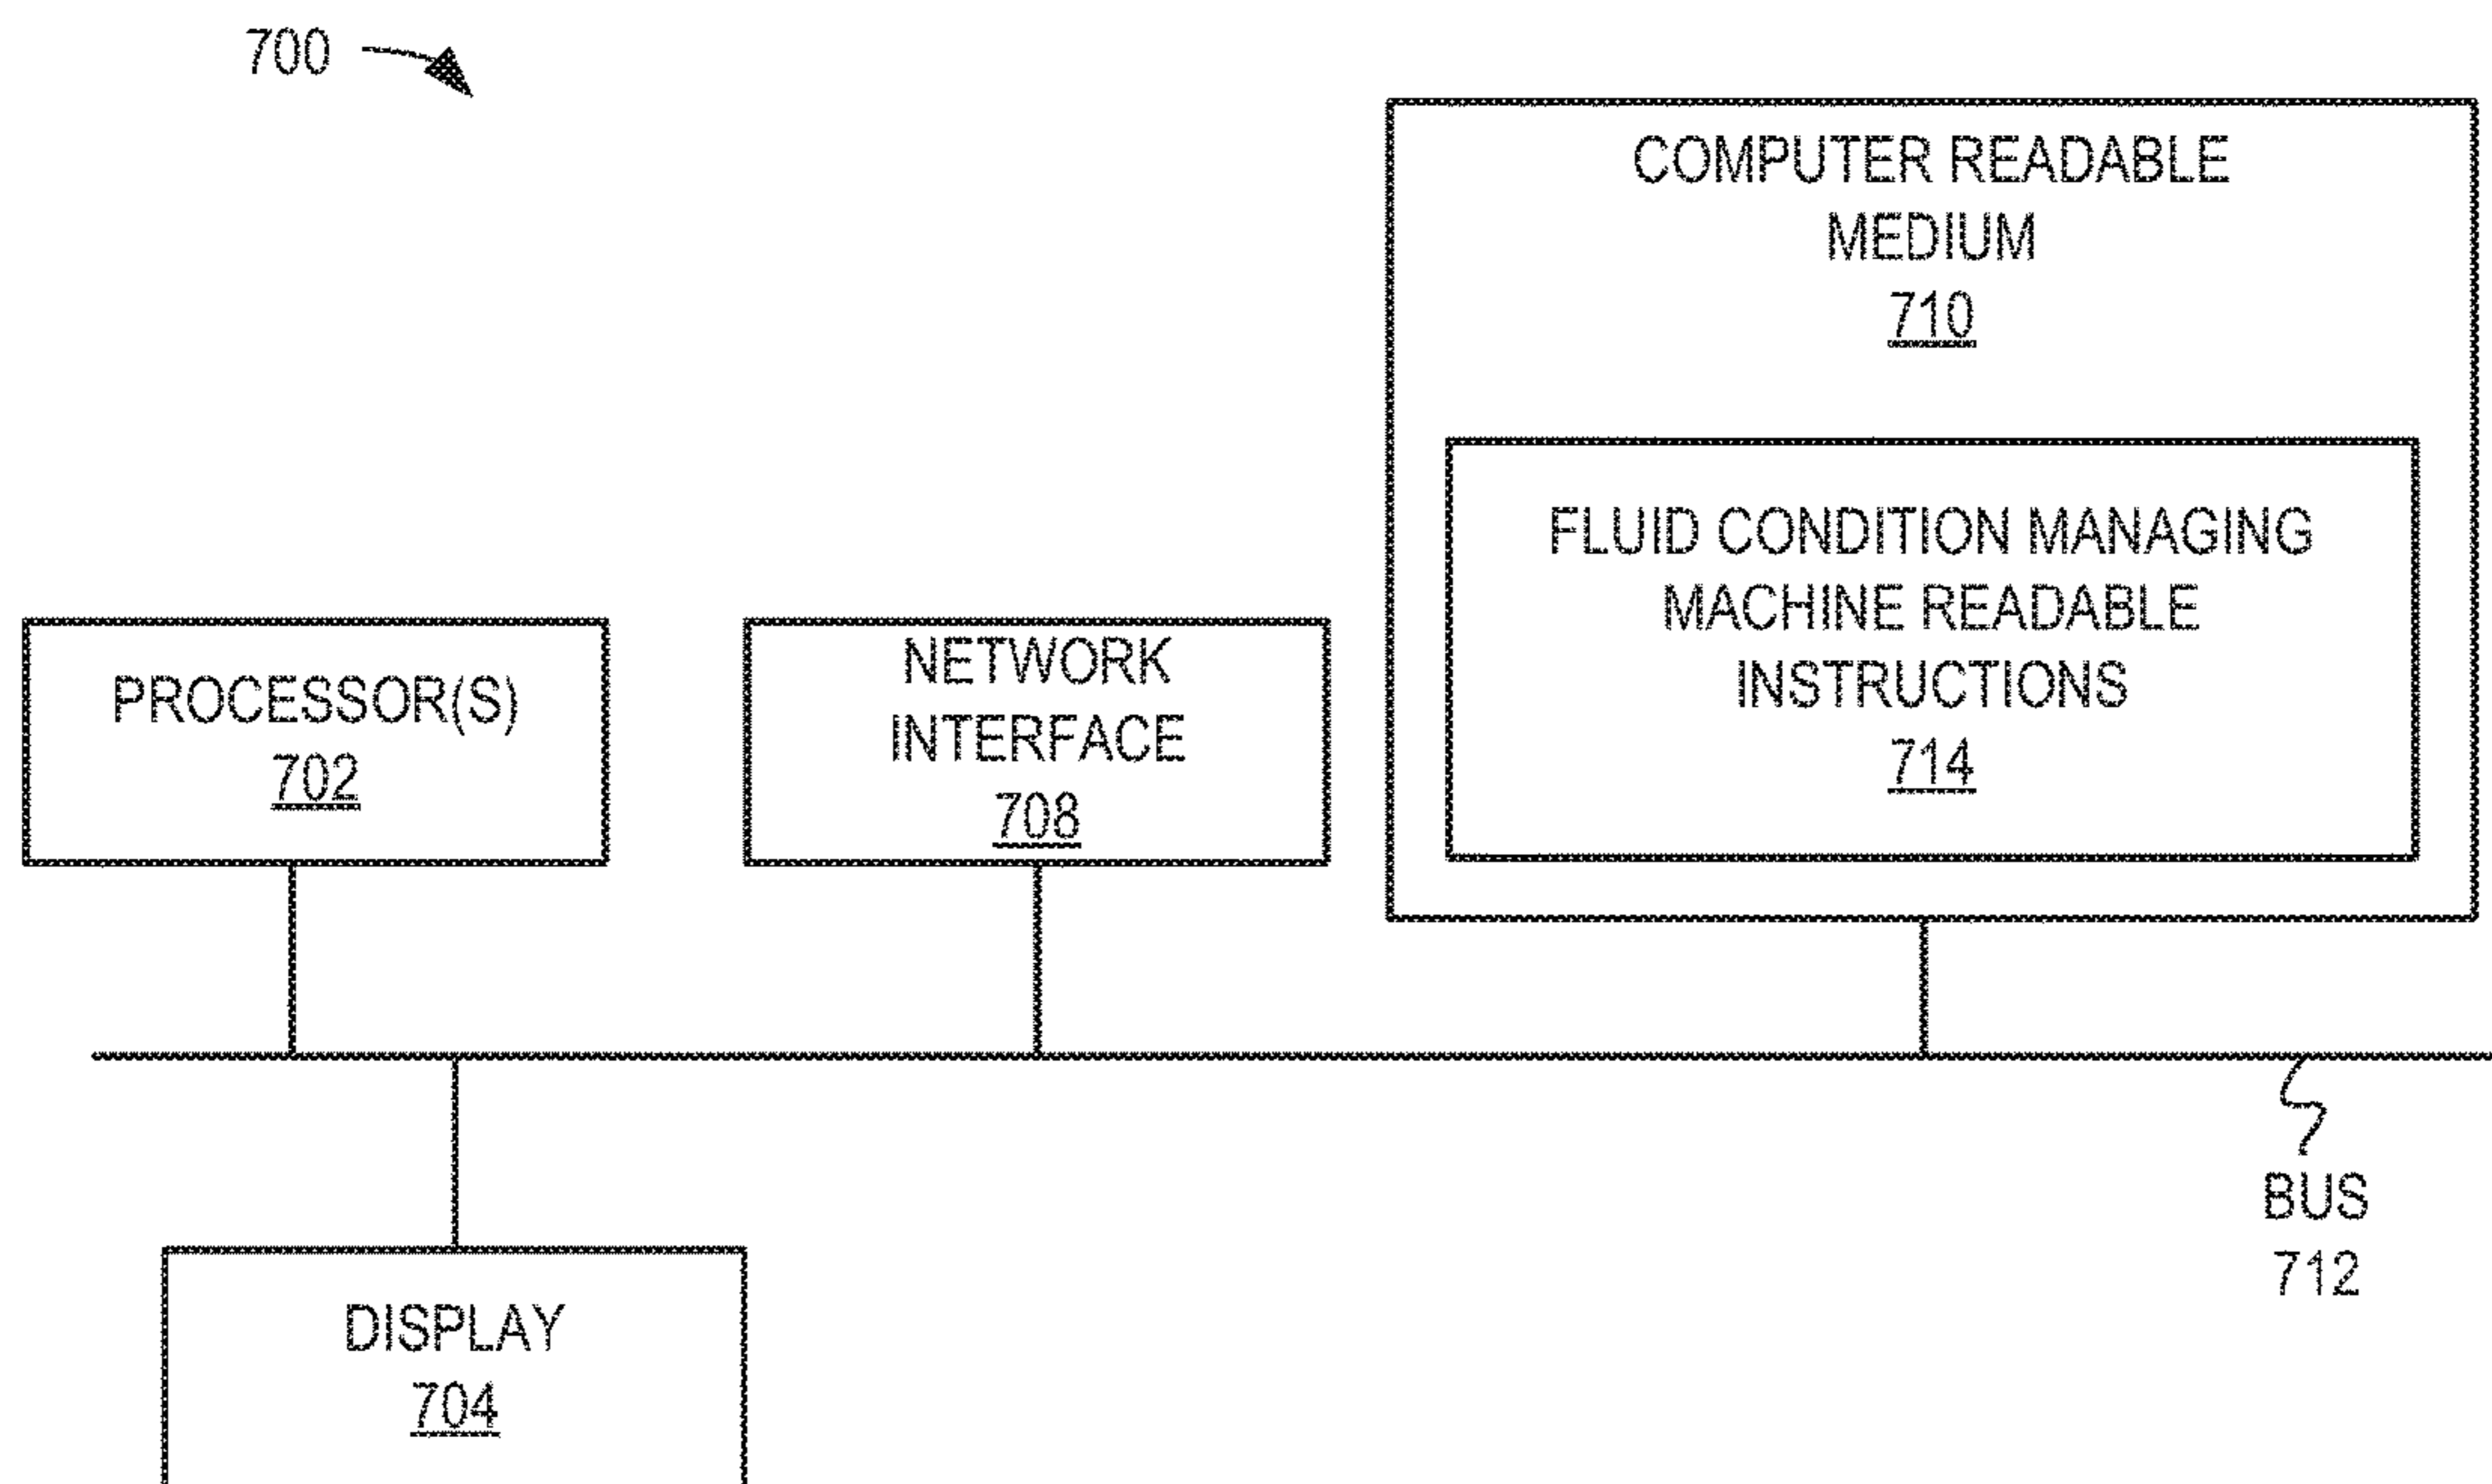 700
COMPUTER READABLE
MEDIUM
710
FLUID CONDITION MANAGING
MACHINE READABLE
INSTRUCTIONS
714
PROCESSOR(S)
702
NETWORK
INTERFACE
708
BUS
712
DISPLAY
704